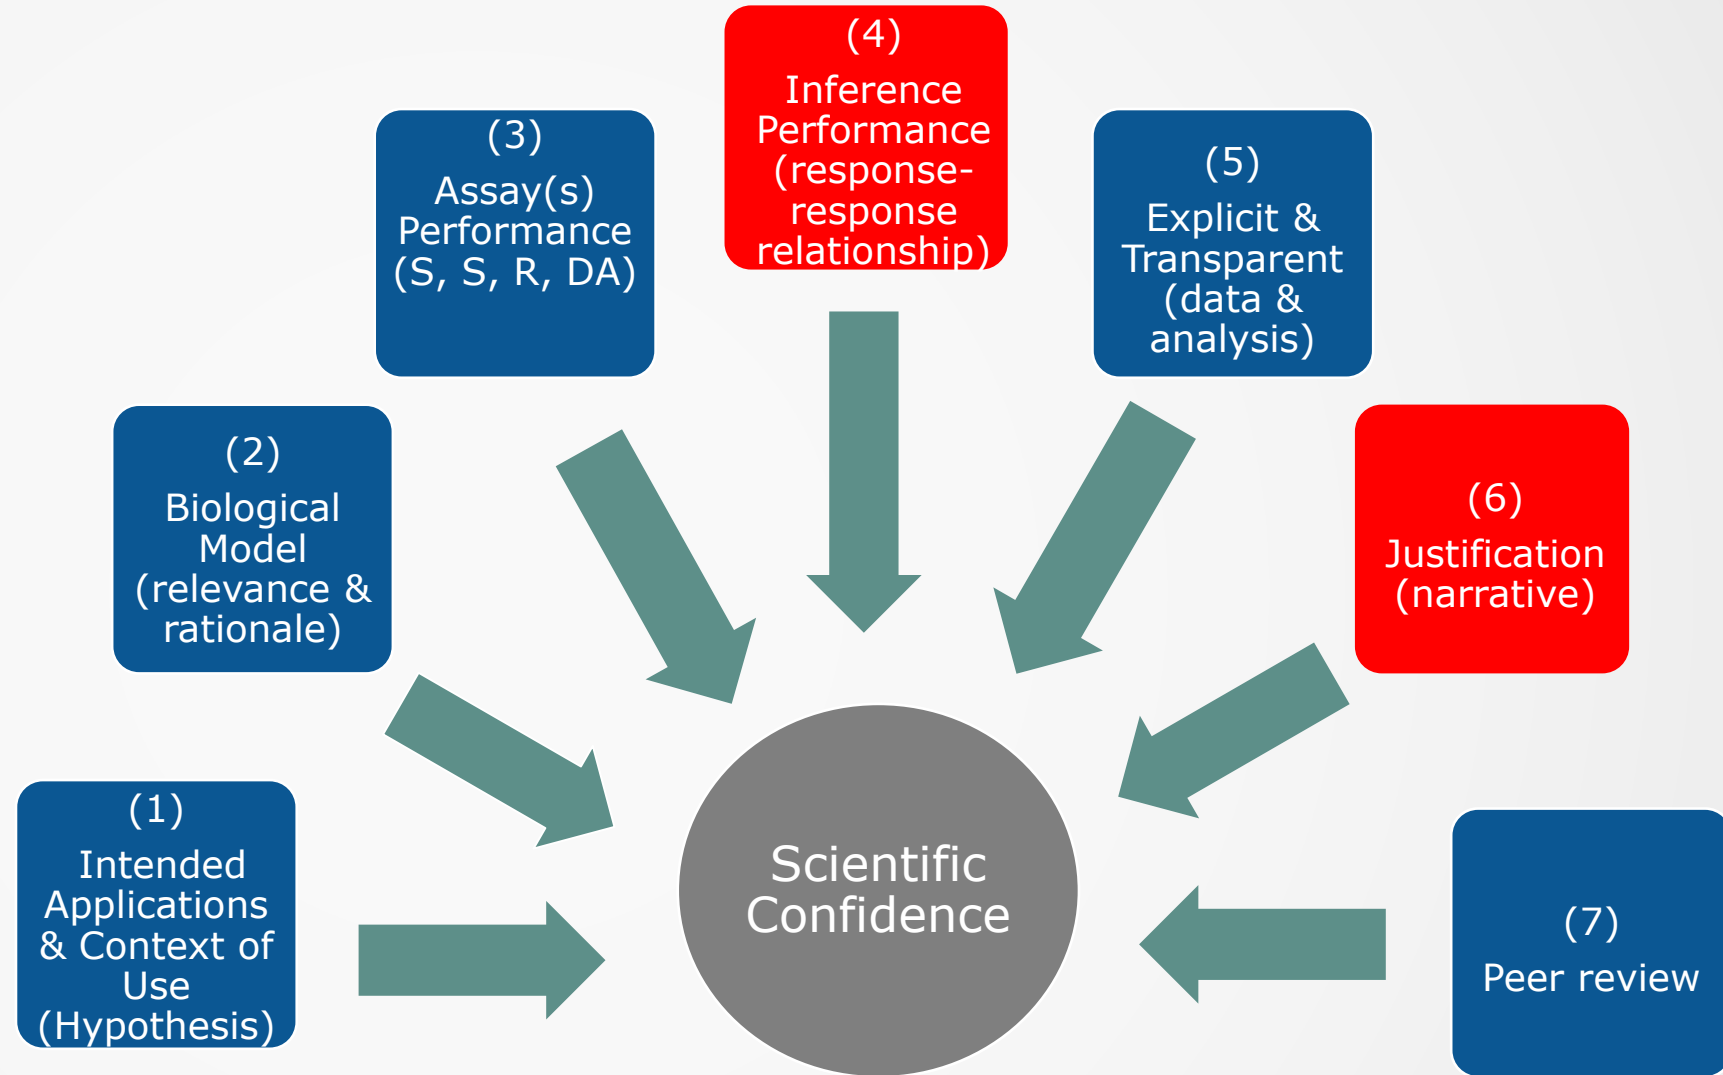 (1)
Intended
Applications
& Context of
Use
(Hypothesis)
(2)
Biological
Model
(relevance &
rationale)
(3)
Assay(s)
Performance
(S, S, R, DA)
(4)
Inference
Performance
(response-
response
relationship)
(5)
Explicit &
Transparent
(data &
analysis)
(6)
Justification
(narrative)
(7)
Peer review
Scientific
Confidence